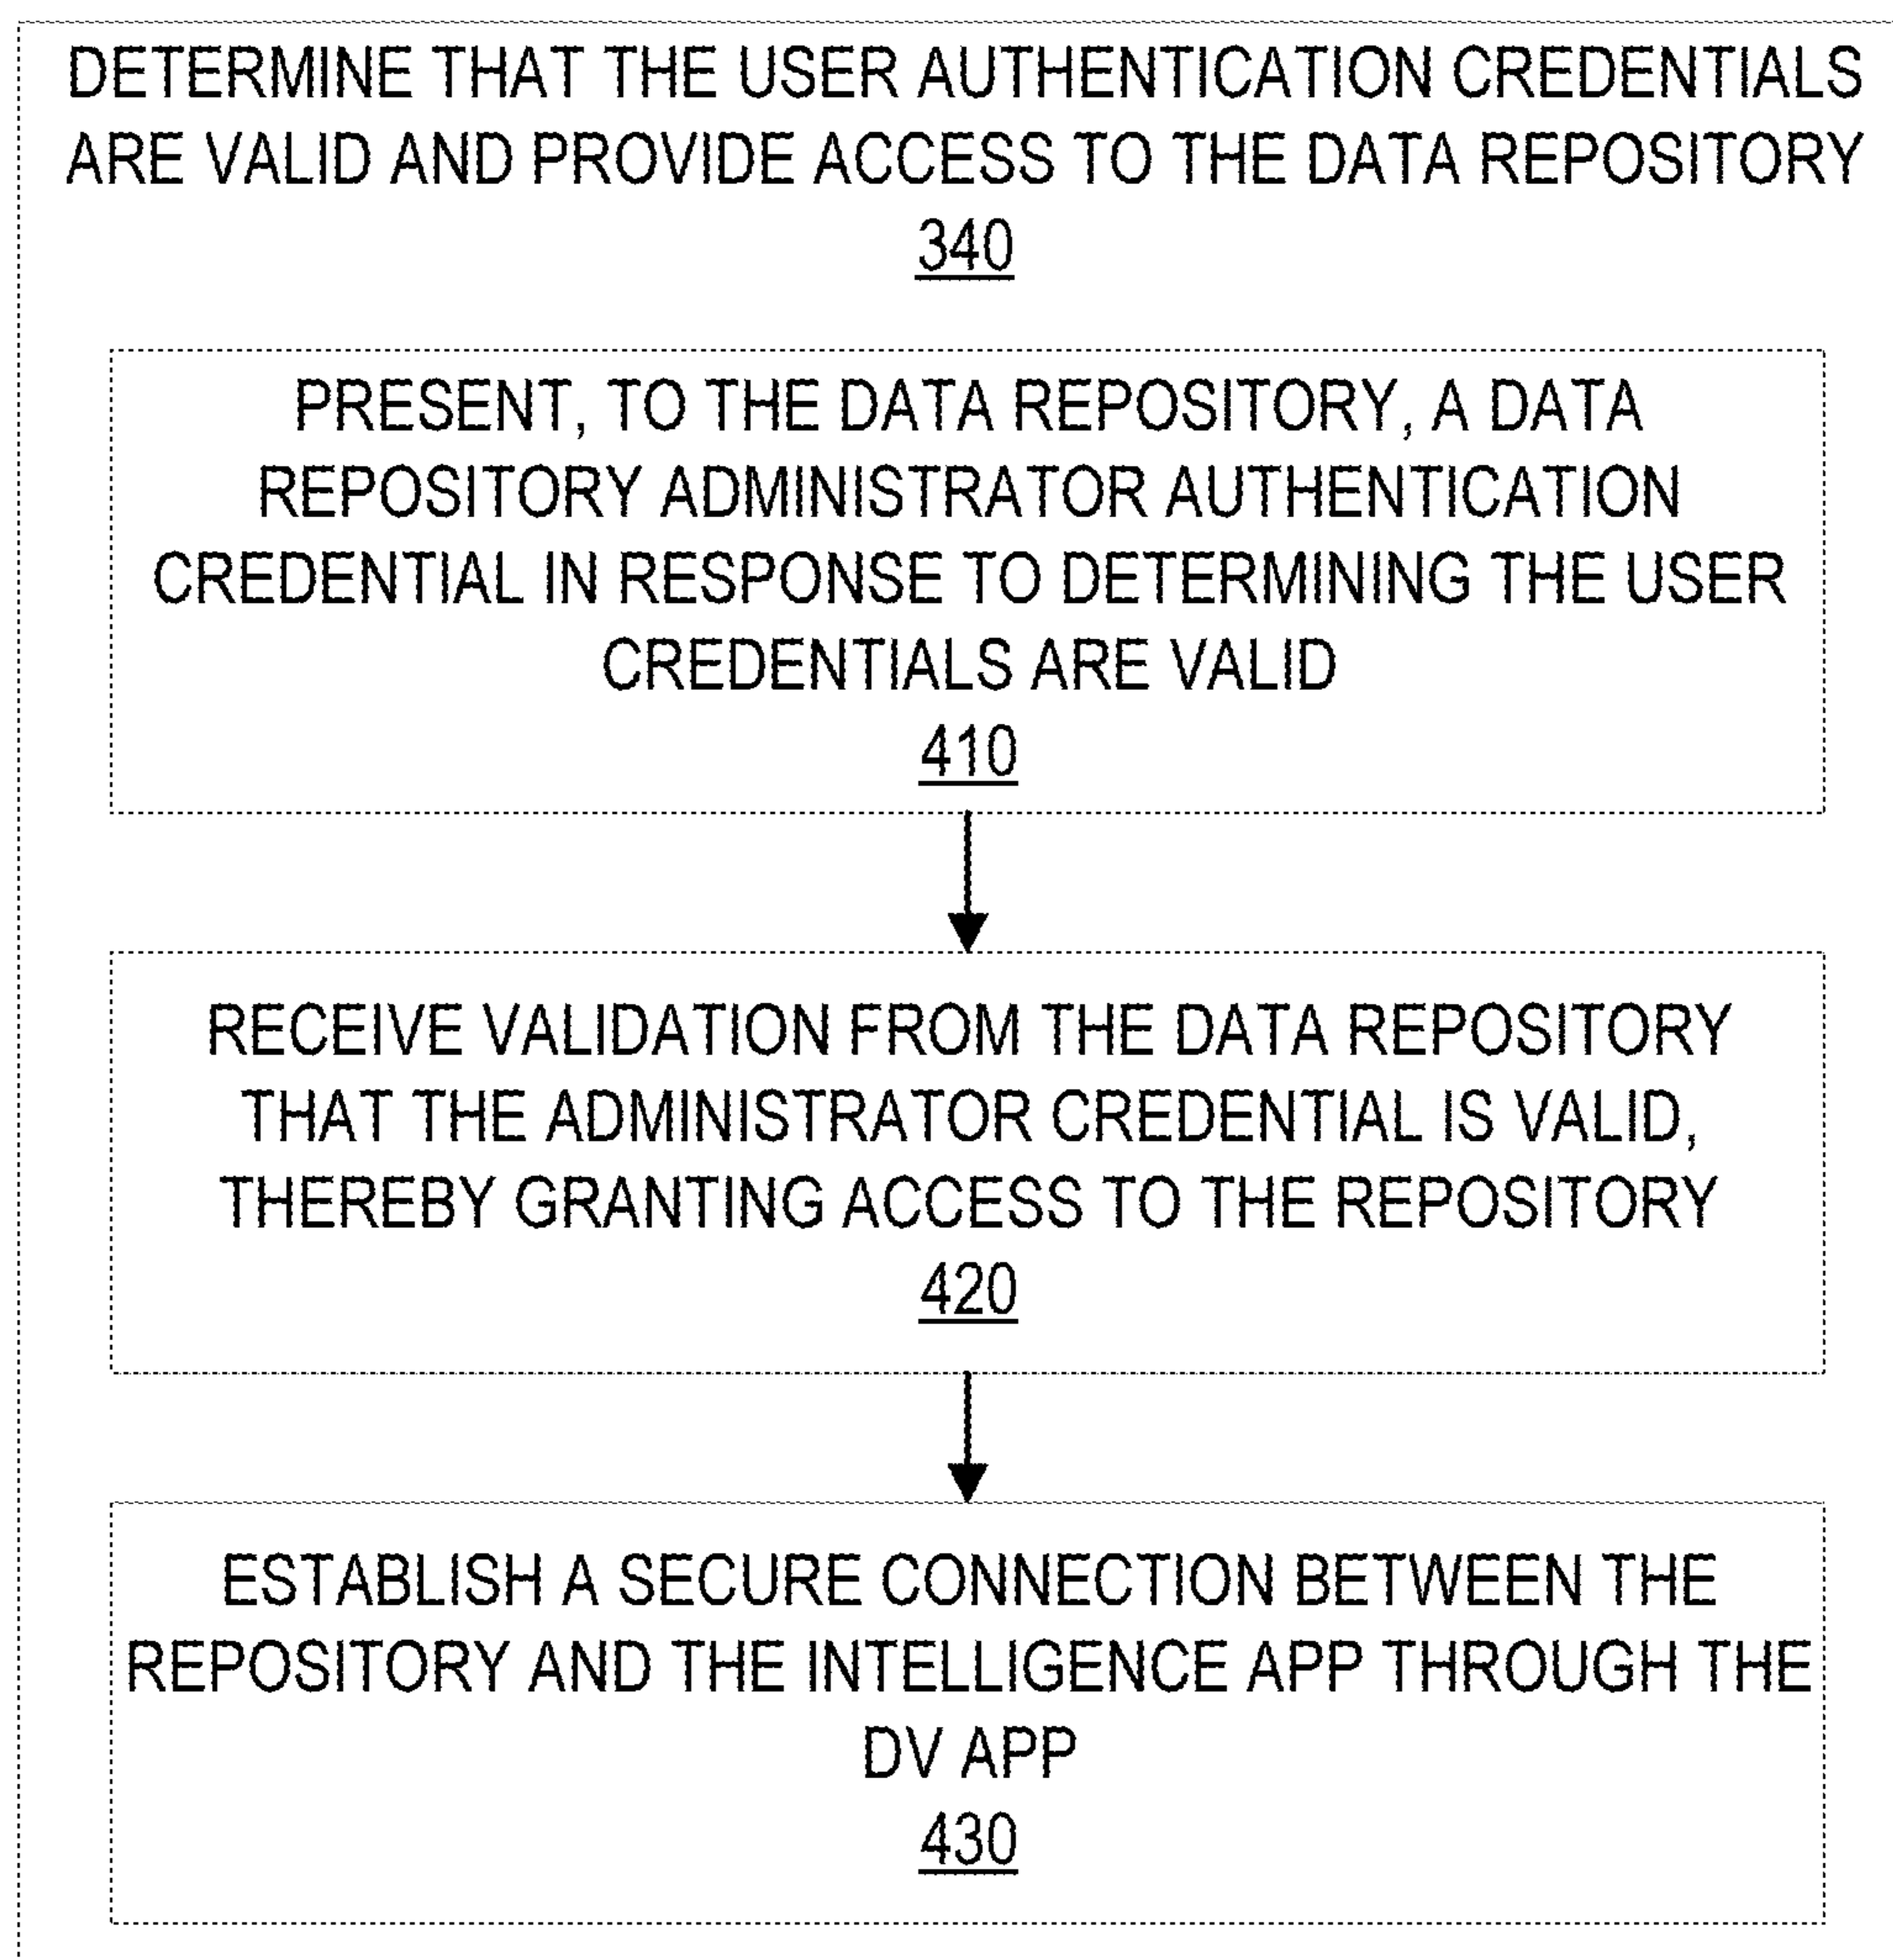 DETERMINE THAT THE USER AUTHENTICATION CREDENTIALS
ARE VALID AND PROVIDE ACCESS TO THE DATA REPOSITORY
340
PRESENT, TO THE DATA REPOSITORY, A DATA
REPOSITORY ADMINISTRATOR AUTHENTICATION
CREDENTIAL IN RESPONSE TO DETERMINING THE USER
CREDENTIALS ARE VALID
410
RECEIVE VALIDATION FROM THE DATA REPOSITORY
THAT THE ADMINISTRATOR CREDENTIAL IS VALID,
THEREBY GRANTING ACCESS TO THE REPOSITORY
420
ESTABLISH A SECURE CONNECTION BETWEEN THE
REPOSITORY AND THE INTELLIGENCE APP THROUGH THE
DV APP
430